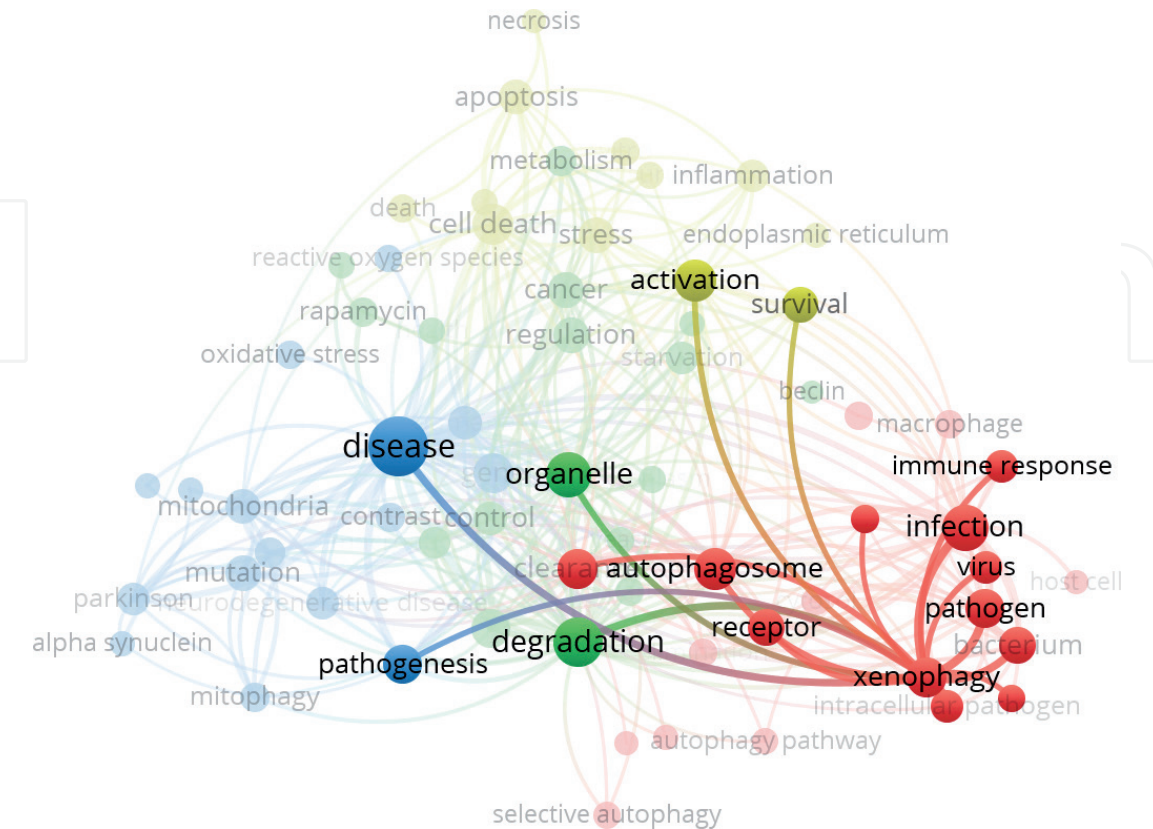 necrosis
apoptosis
metabolism
inflammation
death
cell death
stress
endoplasmic reticulum
reactive oxygen species
activation
cancer
survival
rapamycin
regulation
oxidative stress
starvation
beclin
macrophage
disease
immune response
organelle
mitochondria
contrast
control
infection
virus
autophagosome
mutation
host cell
parkinson
neurodegenerative disease
pathogen
receptor
alpha synuclein
degradation
bacterium
pathogenesis
xenophagy
mitophagy
intracellular pathogen
autophagy pathway
selective autophagy